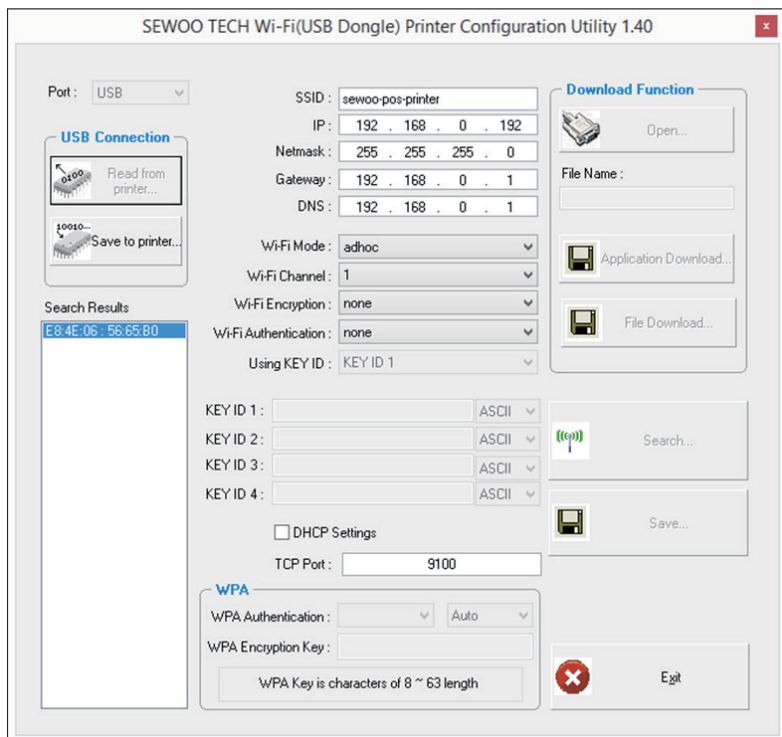 SEWOO TECH Wi-Fi(USB Dongle) Printer Configuration Utility 1.40
x
Port : USB
USB Connection
0100
Read from
printer...
10010...
Save to printer...
Search Results
E8:4E:06 : 56:65:B0
SSID : sewoo-pos-printer
IP : 192 . 168 . 0 . 192
Netmask : 255 . 255 . 255 . 0
Gateway : 192 . 168 . 0 . 1
DNS : 192 . 168 . 0 . 1
Wi-Fi Mode : adhoc
Wi-Fi Channel : 1
Wi-Fi Encryption : none
Wi-Fi Authentication : none
Using KEY ID : KEY ID 1
KEY ID 1 : ASCII
KEY ID 2 : ASCII
KEY ID 3 : ASCII
KEY ID 4 : ASCII
DHCP Settings
TCP Port : 9100
WPA
WPA Authentication : Auto
WPA Encryption Key :
WPA Key is characters of 8 ~ 63 length
Download Function
Open...
File Name :
Application Download...
File Download...
Search...
Save...
Exit